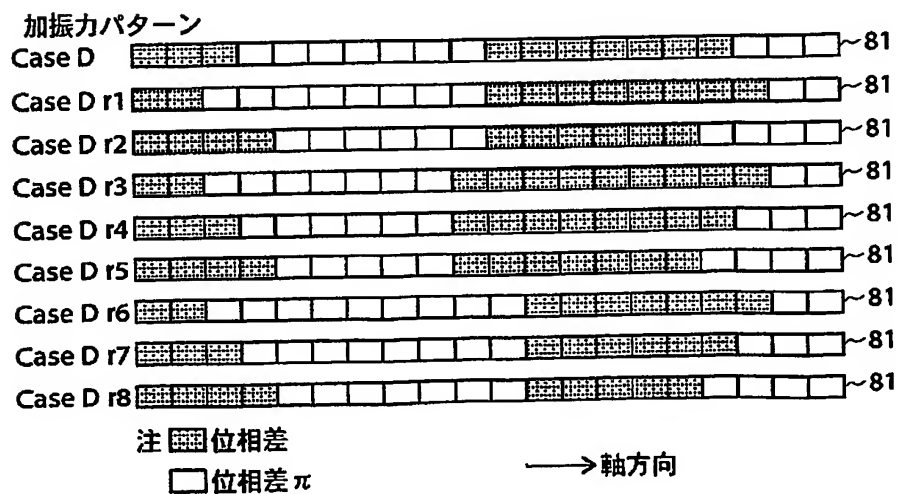 加振力パターン
Case D ~81
Case D r1 ~81
Case D r2 ~81
Case D r3 ~81
Case D r4 ~81
Case D r5 ~81
Case D r6 ~81
Case D r7 ~81
Case D r8 ~81
注 位相差
位相差π
軸方向